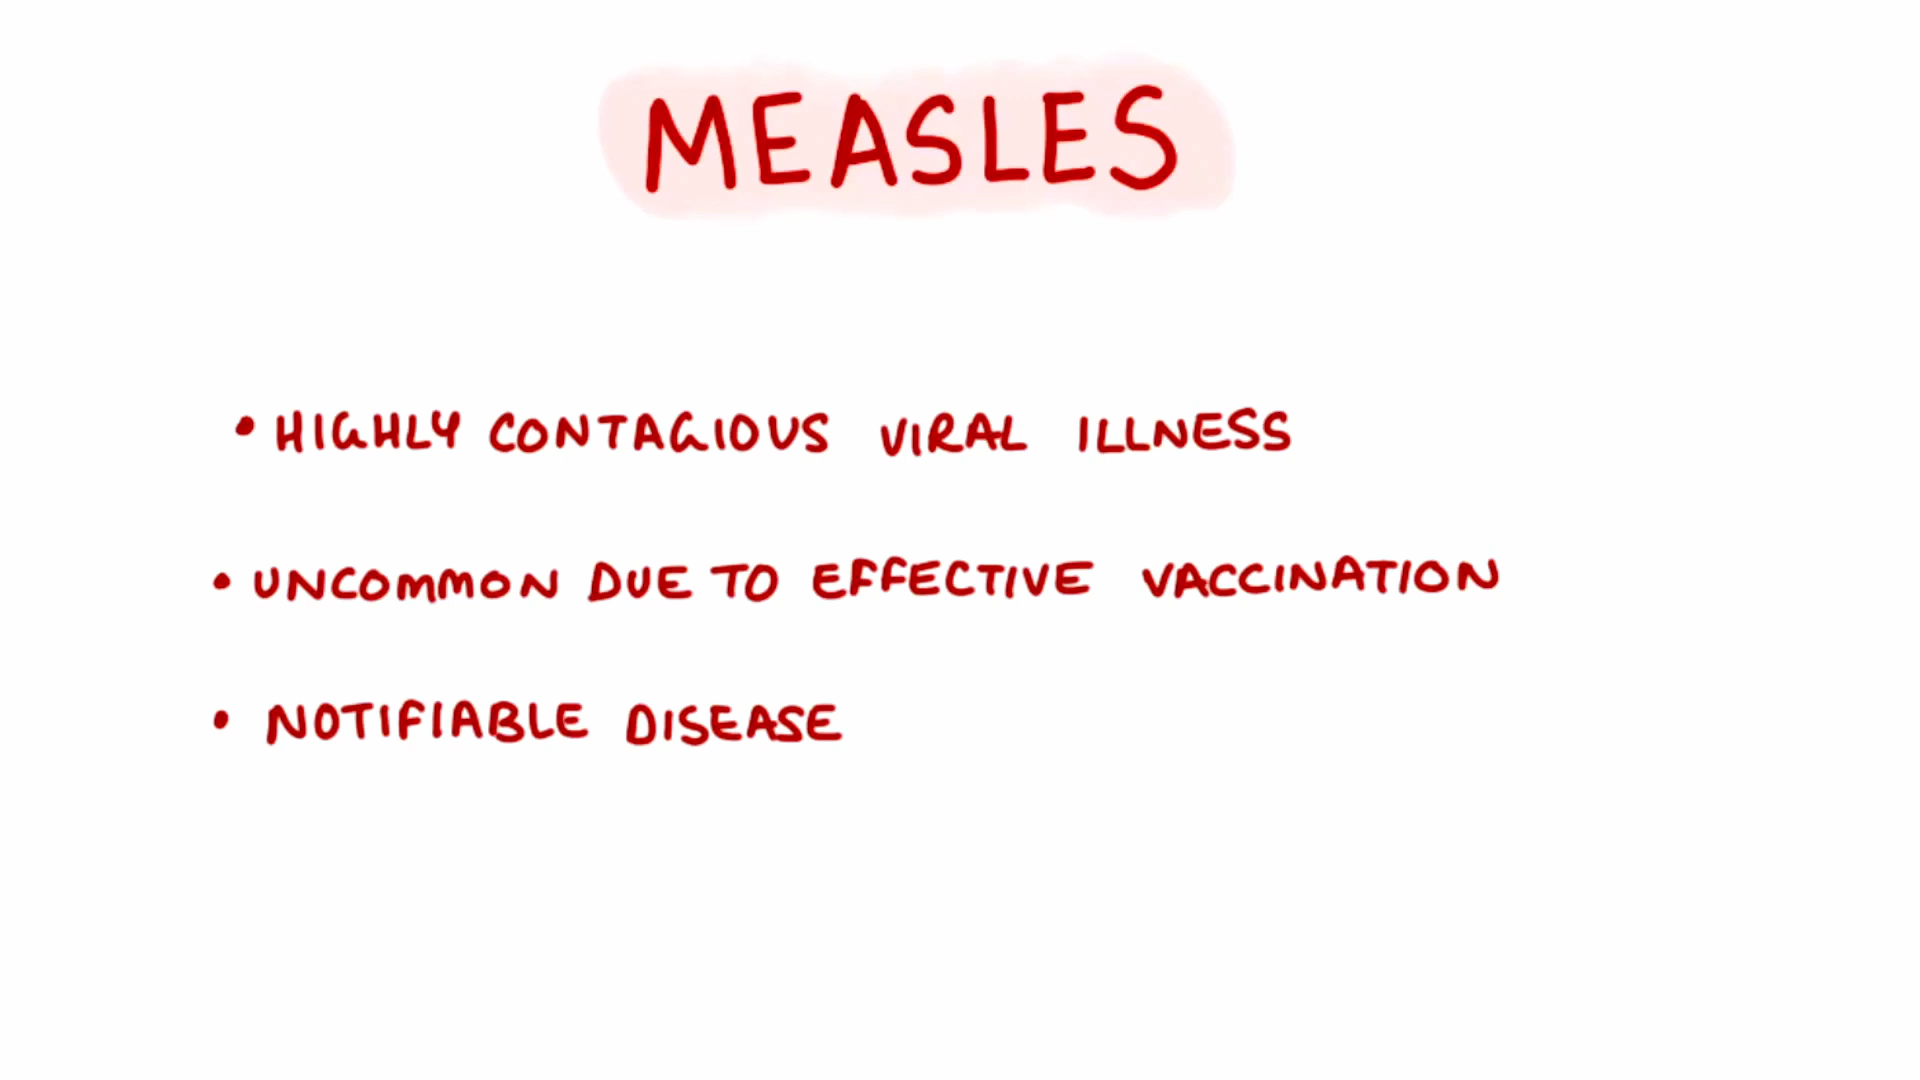 MEASLES
• HIGHLY CONTAGIOUS VIRAL ILLNESS
• UNCOMMON DUE TO EFFECTIVE VACCINATION
• NOTIFIABLE DISEASE